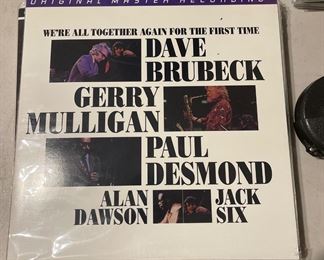 ORIGINAL MASTER RECORDING
WE'RE ALL TOGETHER AGAIN FOR THE FIRST TIME
DAVE
BRUBECK
GERRY
MULLIGAN
PAUL
DESMOND
ALAN JACK
DAWSON SIX